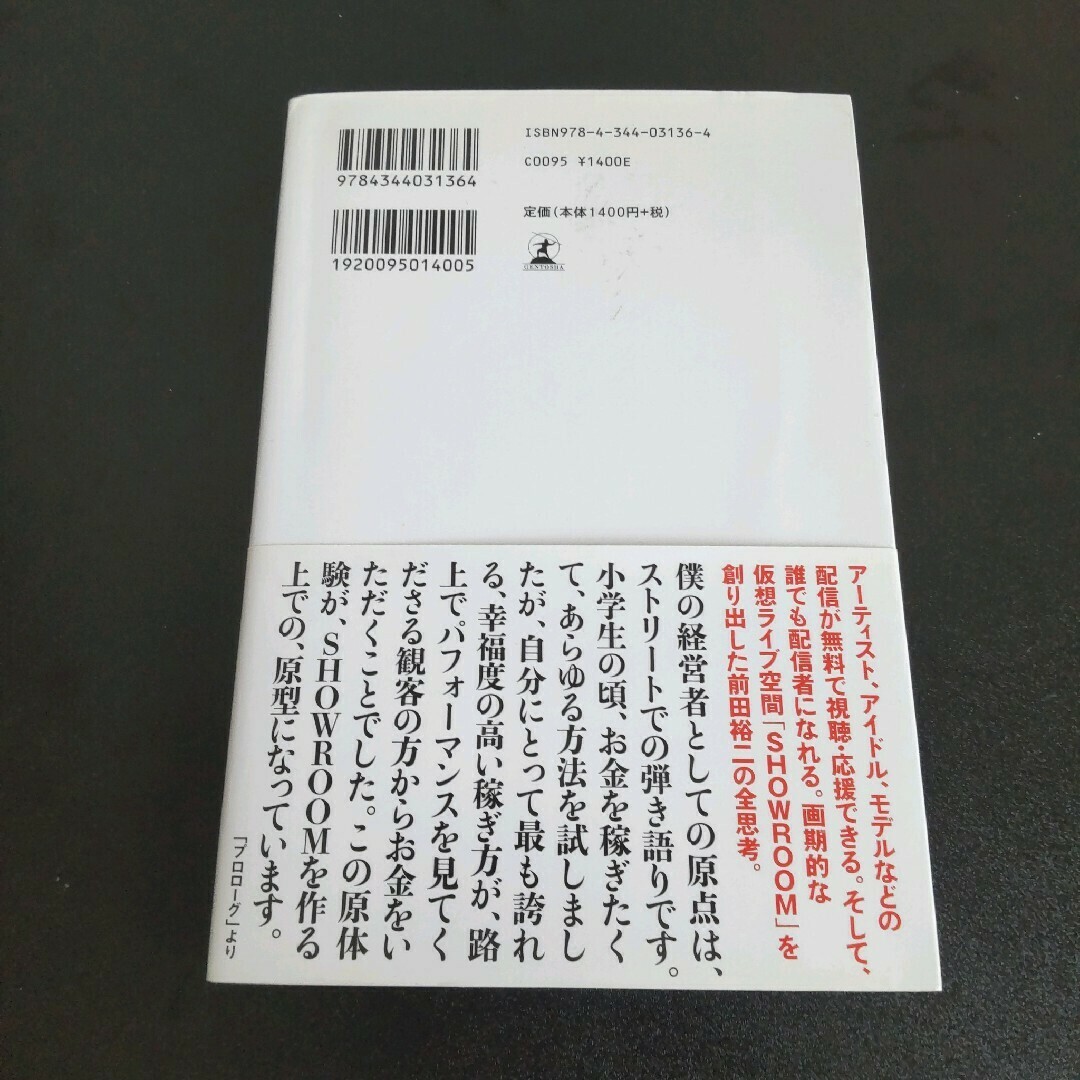 ISBN978-4-344-03136-4
C0095 ¥1400E
9784344031364
定価(本体1400円+税)
1920095014005
GENTOSHA
アーティスト、アイドル、モデルなどの
配信が無料で視聴・応援できる。そして、
誰でも配信者になれる。画期的な
仮想ライブ空間「SHOWROOM」を
創り出した前田裕二の全思考。
僕の経営者としての原点は、
ストリートでの弾き語りです。
小学生の頃、お金を稼ぎたく
て、あらゆる方法を試しまし
たが、自分にとって最も誇れ
る、幸福度の高い稼ぎ方が、路
上でパフォーマンスを見てく
ださる観客の方からお金をい
ただくことでした。この原体
験が、SHOWROOMを作る
上での、原型になっています。
「プロローグ」より